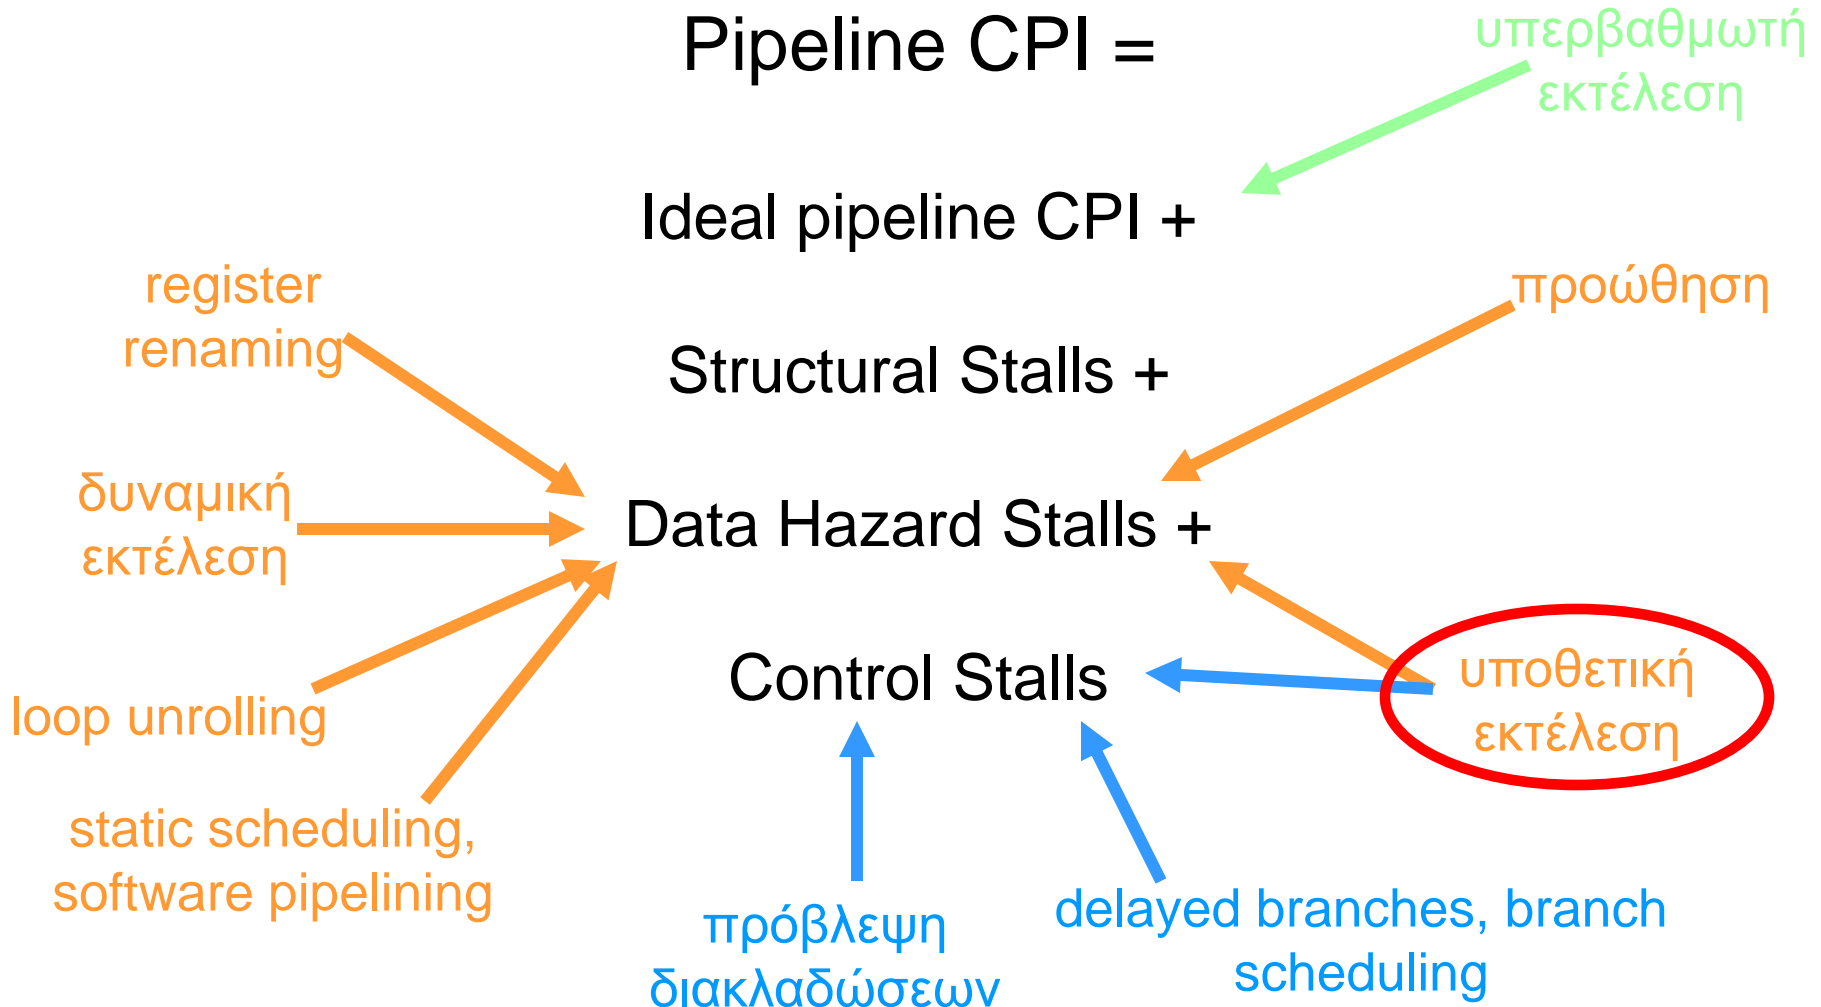 Pipeline CPI =
υπερβαθμωτή
εκτέλεση
Ideal pipeline CPI +
register
renaming
προώθηση
Structural Stalls +
δυναμική
εκτέλεση
Data Hazard Stalls +
loop unrolling
Control Stalls
υποθετική
εκτέλεση
static scheduling,
software pipelining
πρόβλεψη
διακλαδώσεων
delayed branches, branch
scheduling